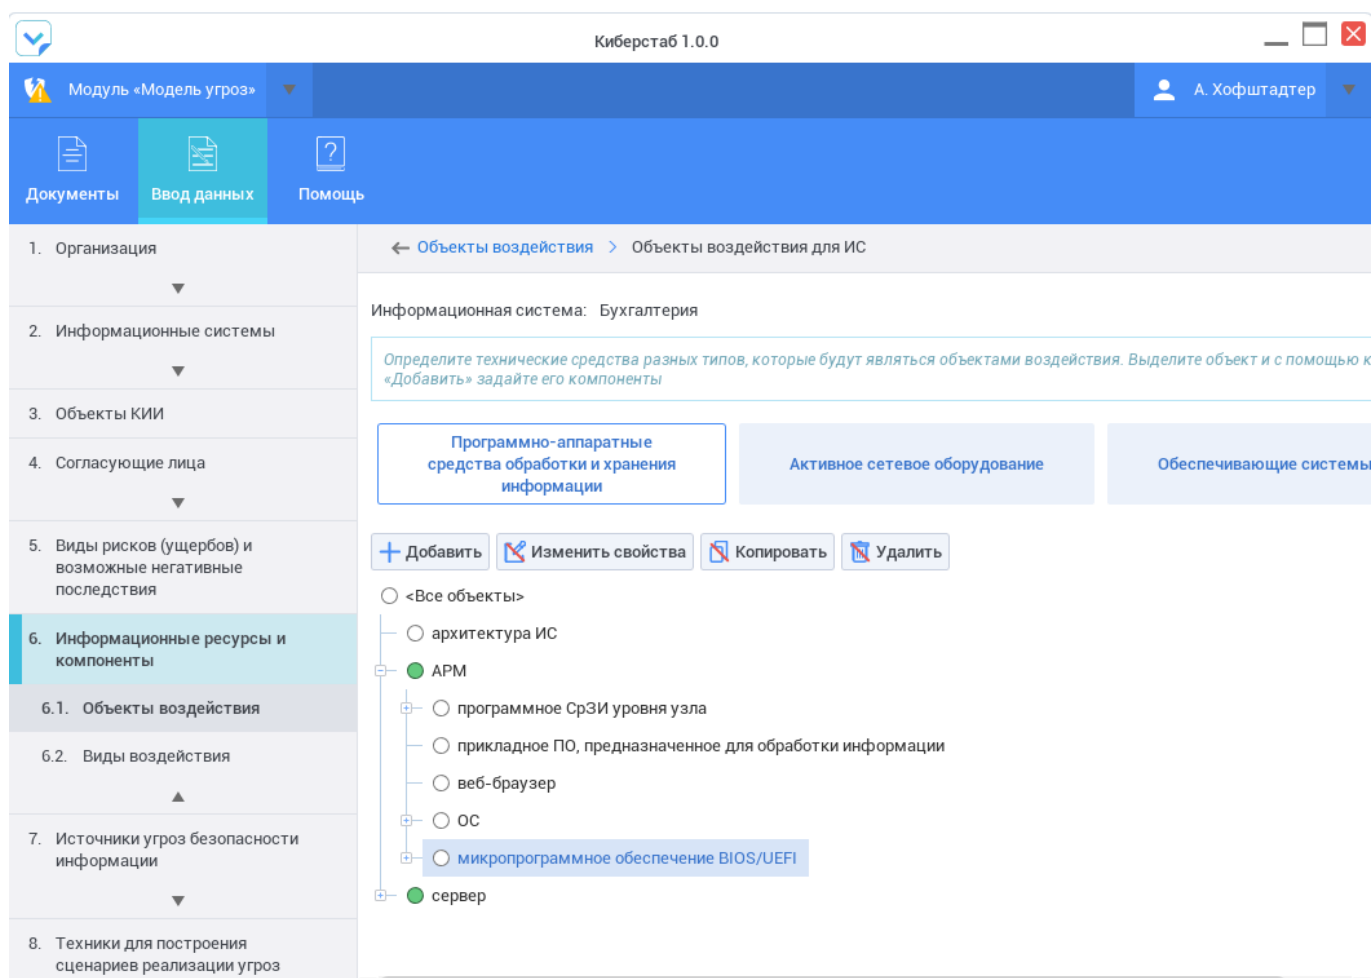 Киберстаб 1.0.0
Модуль «Модель угроз»
А. Хофштадтер
Документы
Ввод данных
Помощь
1. Организация
2. Информационные системы
3. Объекты КИИ
4. Согласующие лица
5. Виды рисков (ущербов) и
возможные негативные
последствия
6. Информационные ресурсы и
компоненты
6.1. Объекты воздействия
6.2. Виды воздействия
7. Источники угроз безопасности
информации
8. Техники для построения
сценариев реализации угроз
Объекты воздействия > Объекты воздействия для ИС
Информационная система: Бухгалтерия
Определите технические средства разных типов, которые будут являться объектами воздействия. Выделите объект и с помощью к
«Добавить» задайте его компоненты
Программно-аппаратные
средства обработки и хранения
информации
Активное сетевое оборудование
Обеспечивающие системы
Добавить
Изменить свойства
Копировать
Удалить
<Все объекты>
архитектура ИС
АРМ
программное СрЗИ уровня узла
прикладное ПО, предназначенное для обработки информации
веб-браузер
ОС
микропрограммное обеспечение BIOS/UEFI
сервер